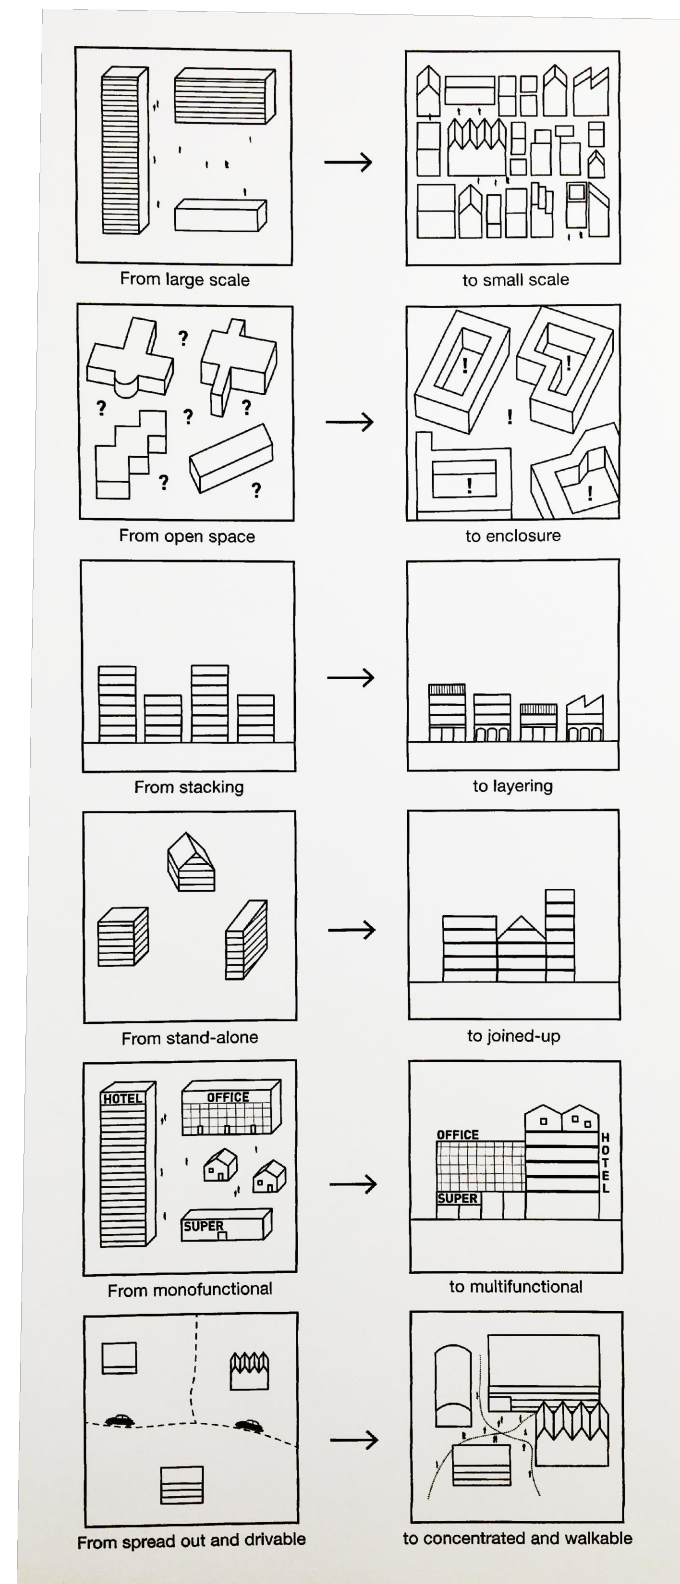 From large scale
to small scale
?
?
?
?
?
?
!
!
!
!
!
From open space
to enclosure
From stacking
to layering
From stand-alone
to joined-up
HOTEL
OFFICE
SUPER
OFFICE
HOTEL
SUPER
From monofunctional
to multifunctional
From spread out and drivable
to concentrated and walkable